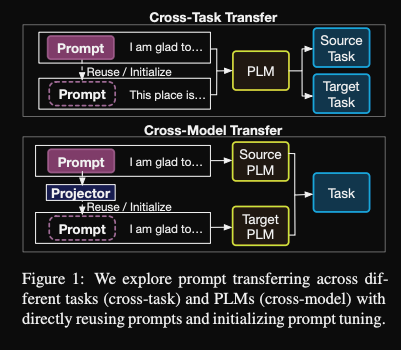 Cross-Task Transfer
Prompt I am glad to...
Reuse / Initialize
Prompt This place is...
PLM
Source
Task
Target
Task
Cross-Model Transfer
Prompt I am glad to...
Projector
Reuse / Initialize
Prompt I am glad to...
Source
PLM
Target
PLM
Task
Figure 1: We explore prompt transferring across dif-
ferent tasks (cross-task) and PLMs (cross-model) with
directly reusing prompts and initializing prompt tuning.